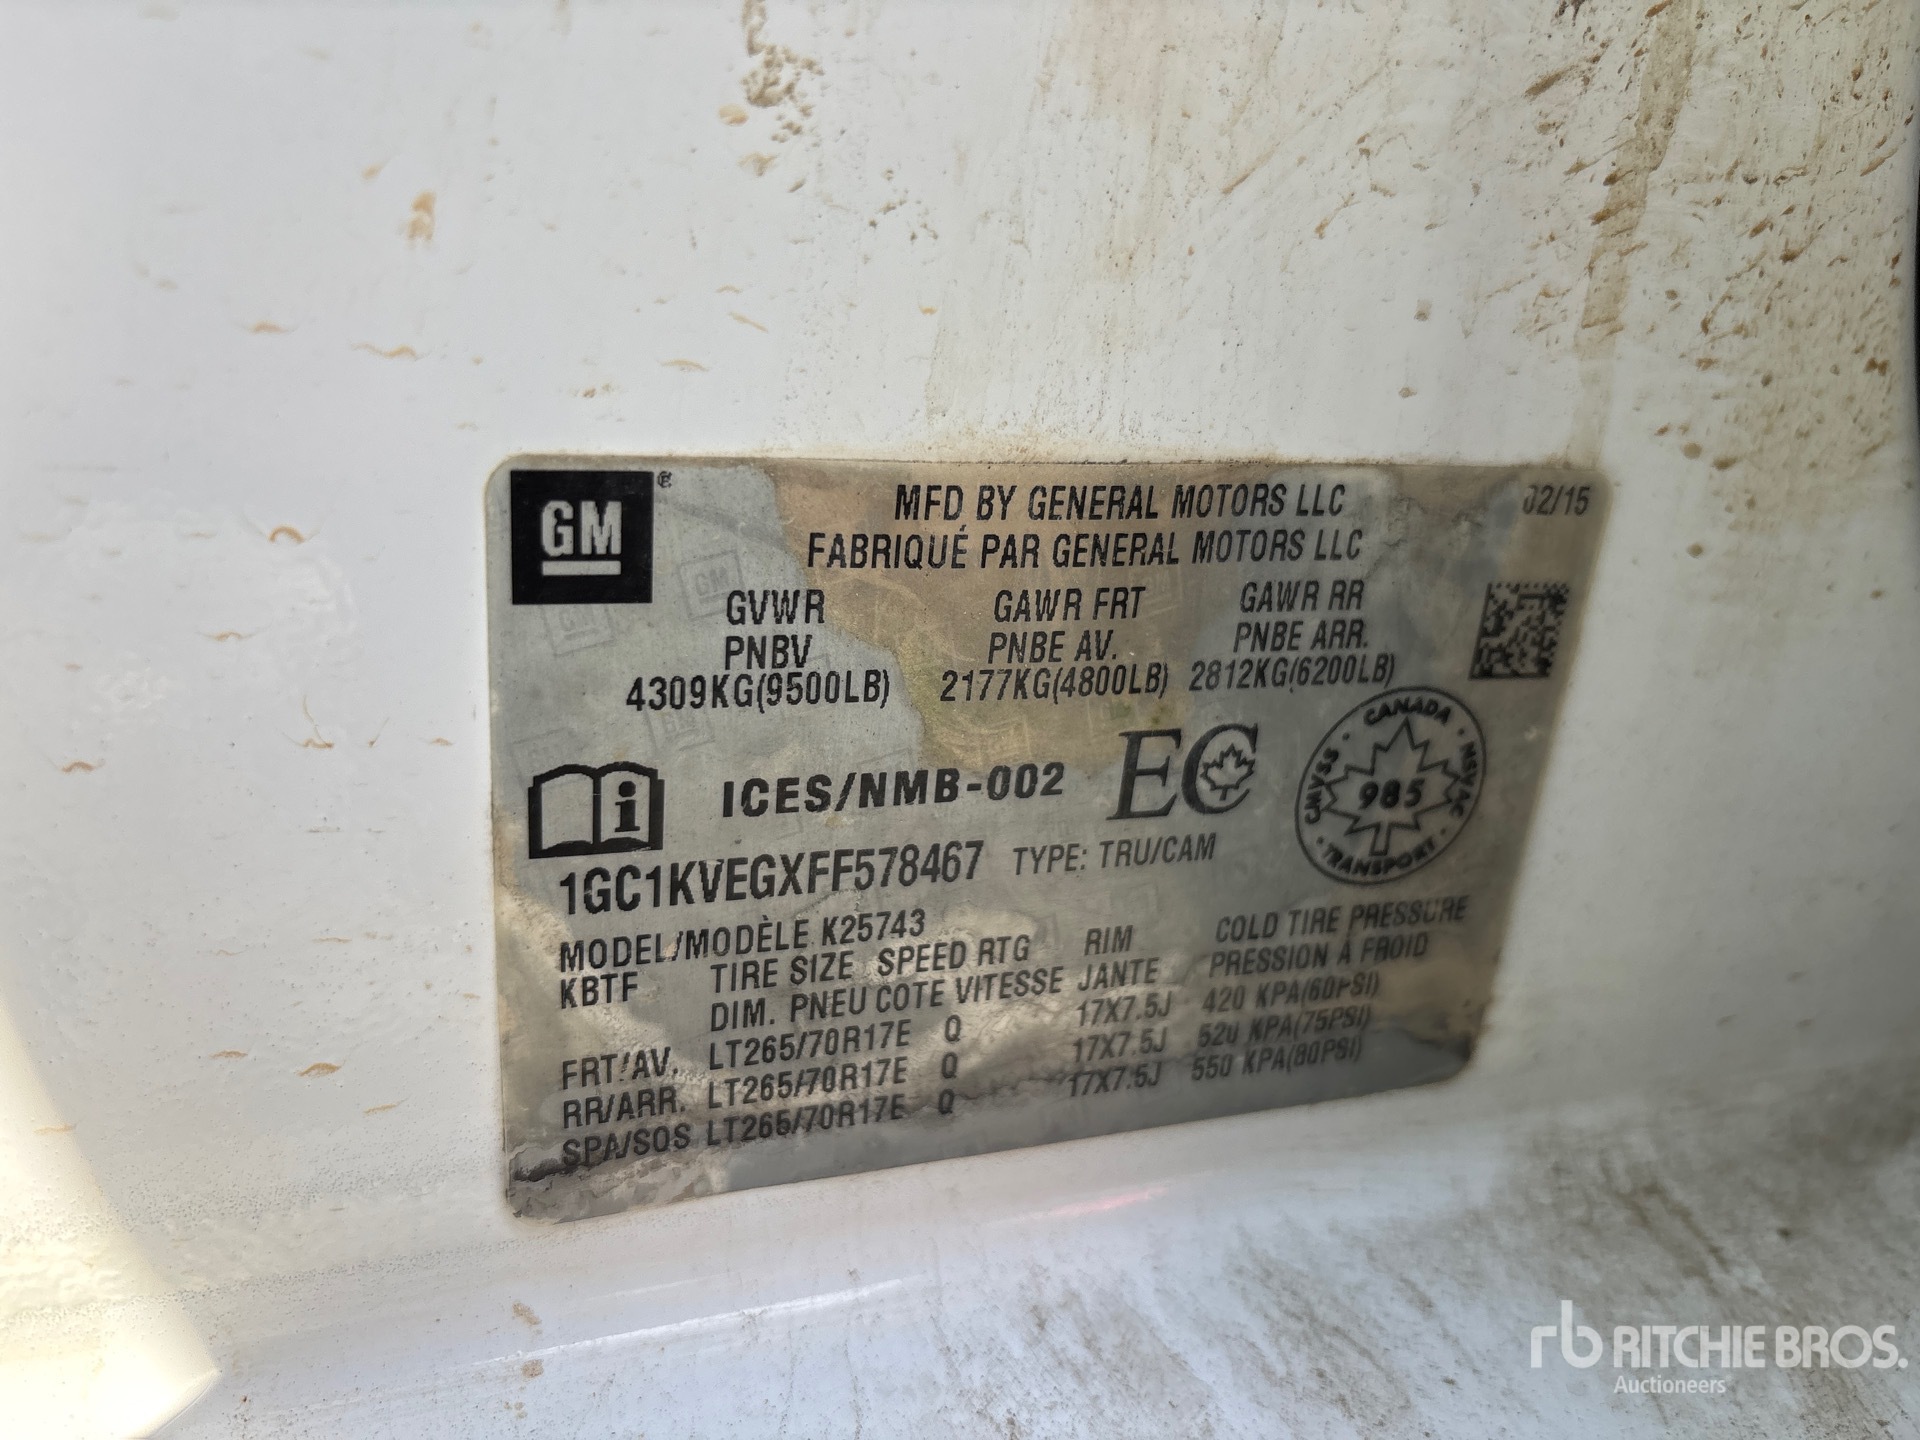 GM®
MFD BY GENERAL MOTORS LLC 02/15
FABRIQUÉ PAR GENERAL MOTORS LLC
GVWR GAWR FRT GAWR RR
PNBV PNBE AV. PNBE ARR.
4309KG(9500LB) 2177KG(4800LB) 2812KG(6200LB)
ICES/NMB-002 EC
CANADA
CMVSS · 985 · NSVAC
TRANSPORT
1GC1KVEGXFF578467 TYPE: TRU/CAM
MODEL/MODÈLE K25743
KBTF TIRE SIZE SPEED RTG RIM COLD TIRE PRESSURE
DIM. PNEU COTE VITESSE JANTE PRESSION À FROID
FRT/AV. LT265/70R17E Q 17X7.5J 420 KPA(60PSI)
RR/ARR. LT265/70R17E Q 17X7.5J 520 KPA(75PSI)
SPA/SOS LT265/70R17E Q 17X7.5J 550 KPA(80PSI)
rb RITCHIE BROS.
Auctioneers